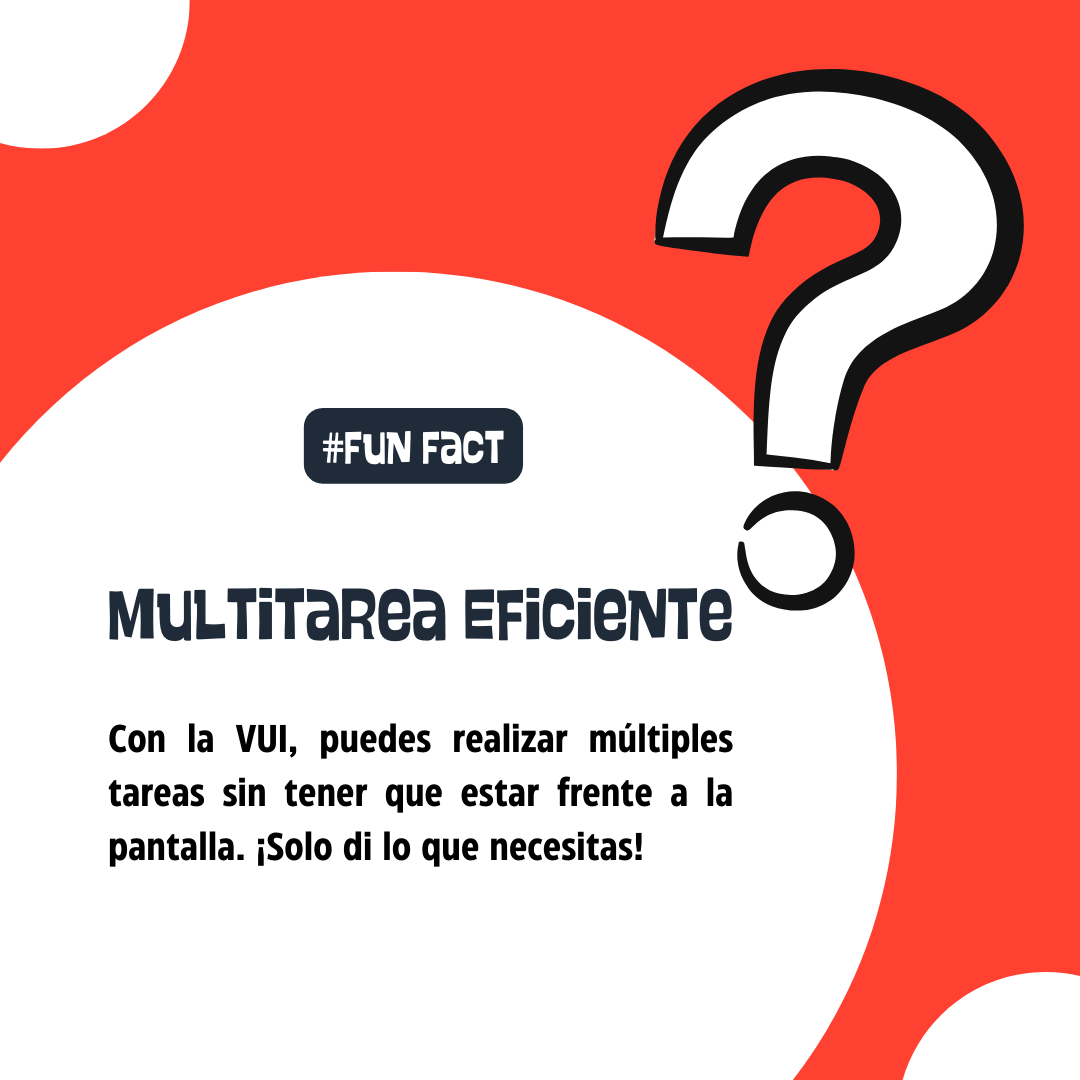 #FUN FACT
MULTITAREA EFICIENTE
Con la VUI, puedes realizar múltiples
tareas sin tener que estar frente a la
pantalla. ¡Solo di lo que necesitas!